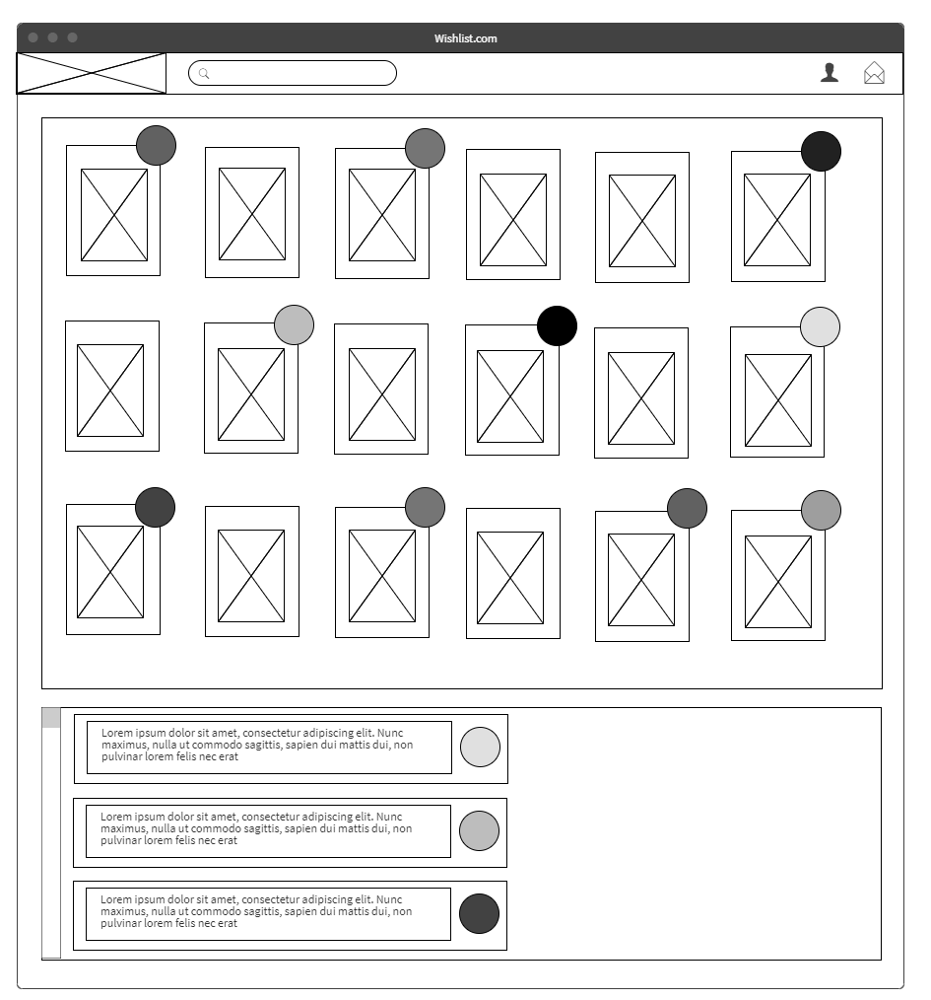 Wishlist.com
Lorem ipsum dolor sit amet, consectetur adipiscing elit. Nunc
maximus, nulla ut commodo sagittis, sapien dui mattis dui, non
pulvinar lorem felis nec erat
Lorem ipsum dolor sit amet, consectetur adipiscing elit. Nunc
maximus, nulla ut commodo sagittis, sapien dui mattis dui, non
pulvinar lorem felis nec erat
Lorem ipsum dolor sit amet, consectetur adipiscing elit. Nunc
maximus, nulla ut commodo sagittis, sapien dui mattis dui, non
pulvinar lorem felis nec erat